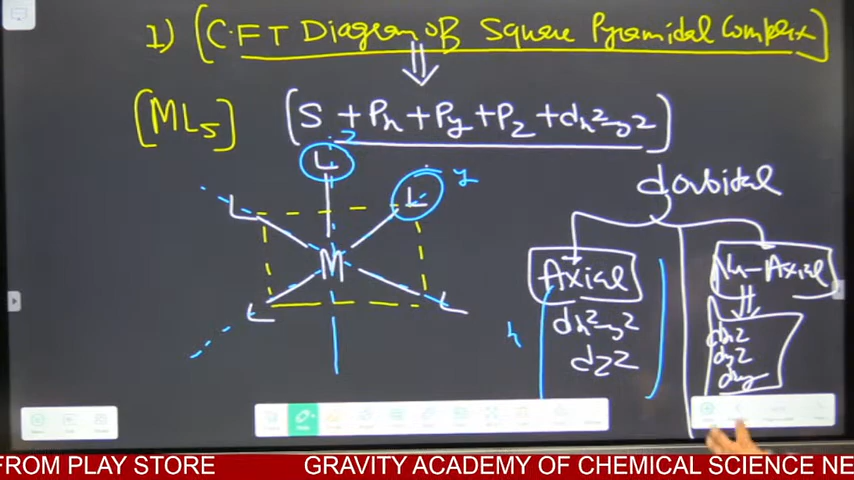 1) (C.F T Diagram of Square Pyramidal Complex)
[ML5] (S + Px + Py + Pz + dx²-y²)
z
L
L
L
y
d orbital
M
Axial
Non-Axial
L
L
dx²-y²
dz²
dxz
dyz
dxy
FROM PLAY STORE GRAVITY ACADEMY OF CHEMICAL SCIENCE NE